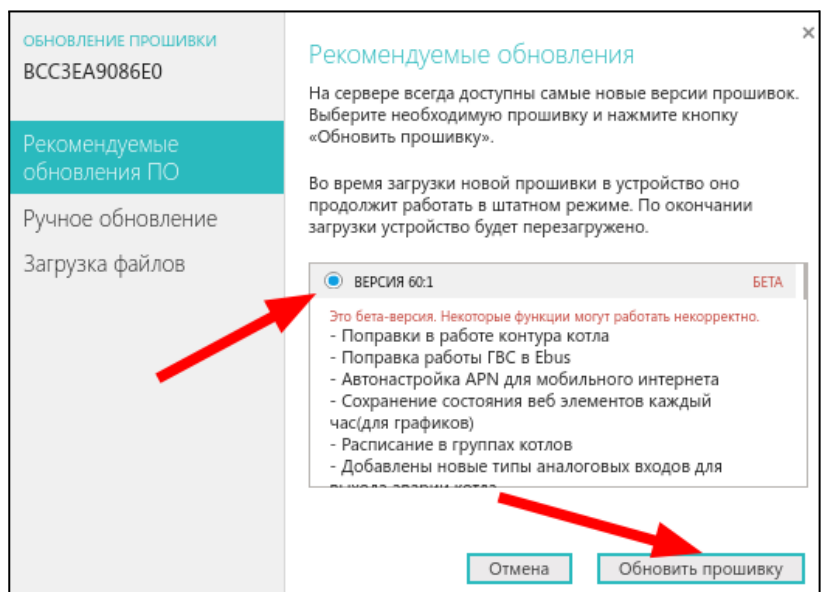 ОБНОВЛЕНИЕ ПРОШИВКИ
BCC3EA9086E0
Рекомендуемые
обновления ПО
Ручное обновление
Загрузка файлов
×
Рекомендуемые обновления
На сервере всегда доступны самые новые версии прошивок.
Выберите необходимую прошивку и нажмите кнопку
«Обновить прошивку».
Во время загрузки новой прошивки в устройство оно
продолжит работать в штатном режиме. По окончании
загрузки устройство будет перезагружено.
ВЕРСИЯ 60:1 БЕТА
Это бета-версия. Некоторые функции могут работать некорректно.
- Поправки в работе контура котла
- Поправка работы ГВС в Ebus
- Автонастройка APN для мобильного интернета
- Сохранение состояния веб элементов каждый
час(для графиков)
- Расписание в группах котлов
- Добавлены новые типы аналоговых входов для
выхода аварии котла
Отмена
Обновить прошивку